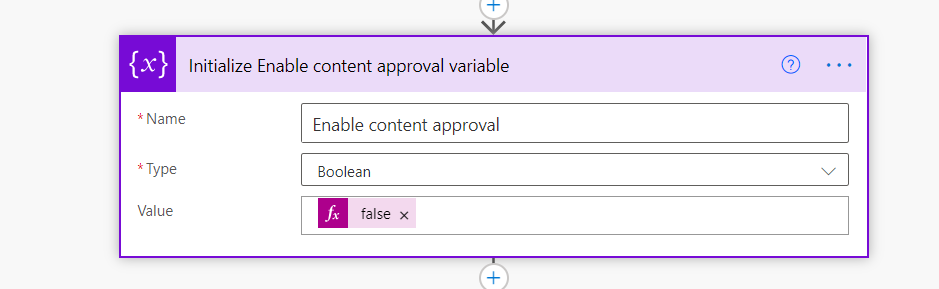 {x} Initialize Enable content approval variable ? ...
* Name Enable content approval
* Type Boolean
Value fx false ×